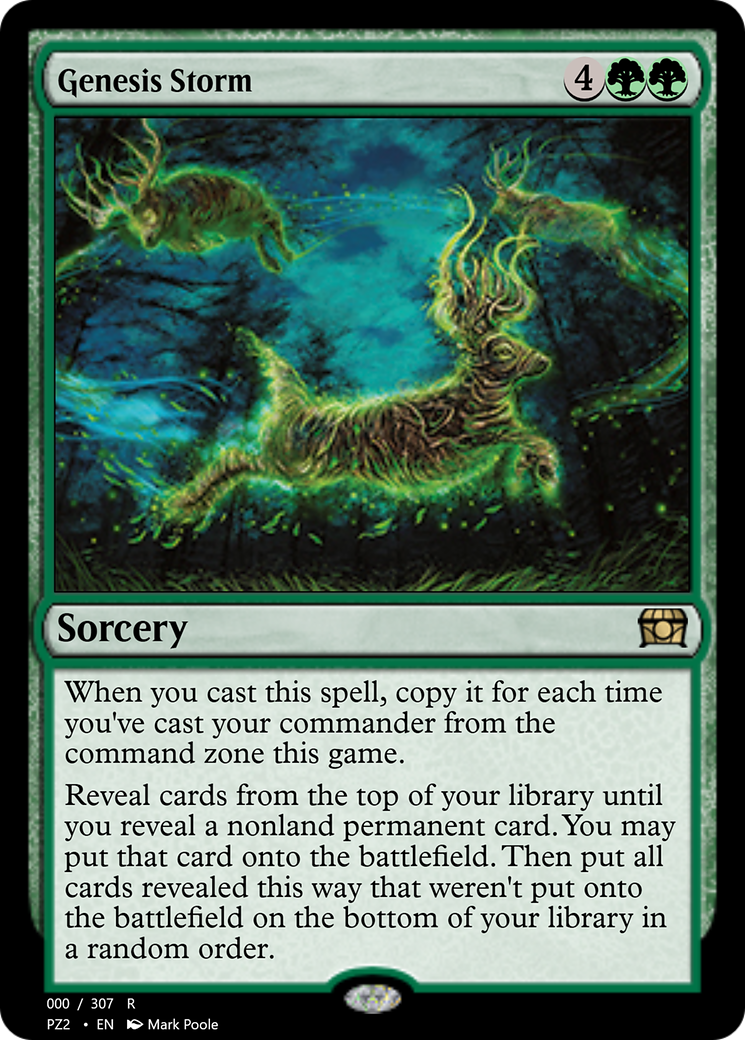 Genesis Storm 4
Sorcery
When you cast this spell, copy it for each time
you've cast your commander from the
command zone this game.
Reveal cards from the top of your library until
you reveal a nonland permanent card. You may
put that card onto the battlefield. Then put all
cards revealed this way that weren't put onto
the battlefield on the bottom of your library in
a random order.
000 / 307 R
PZ2 • EN Mark Poole